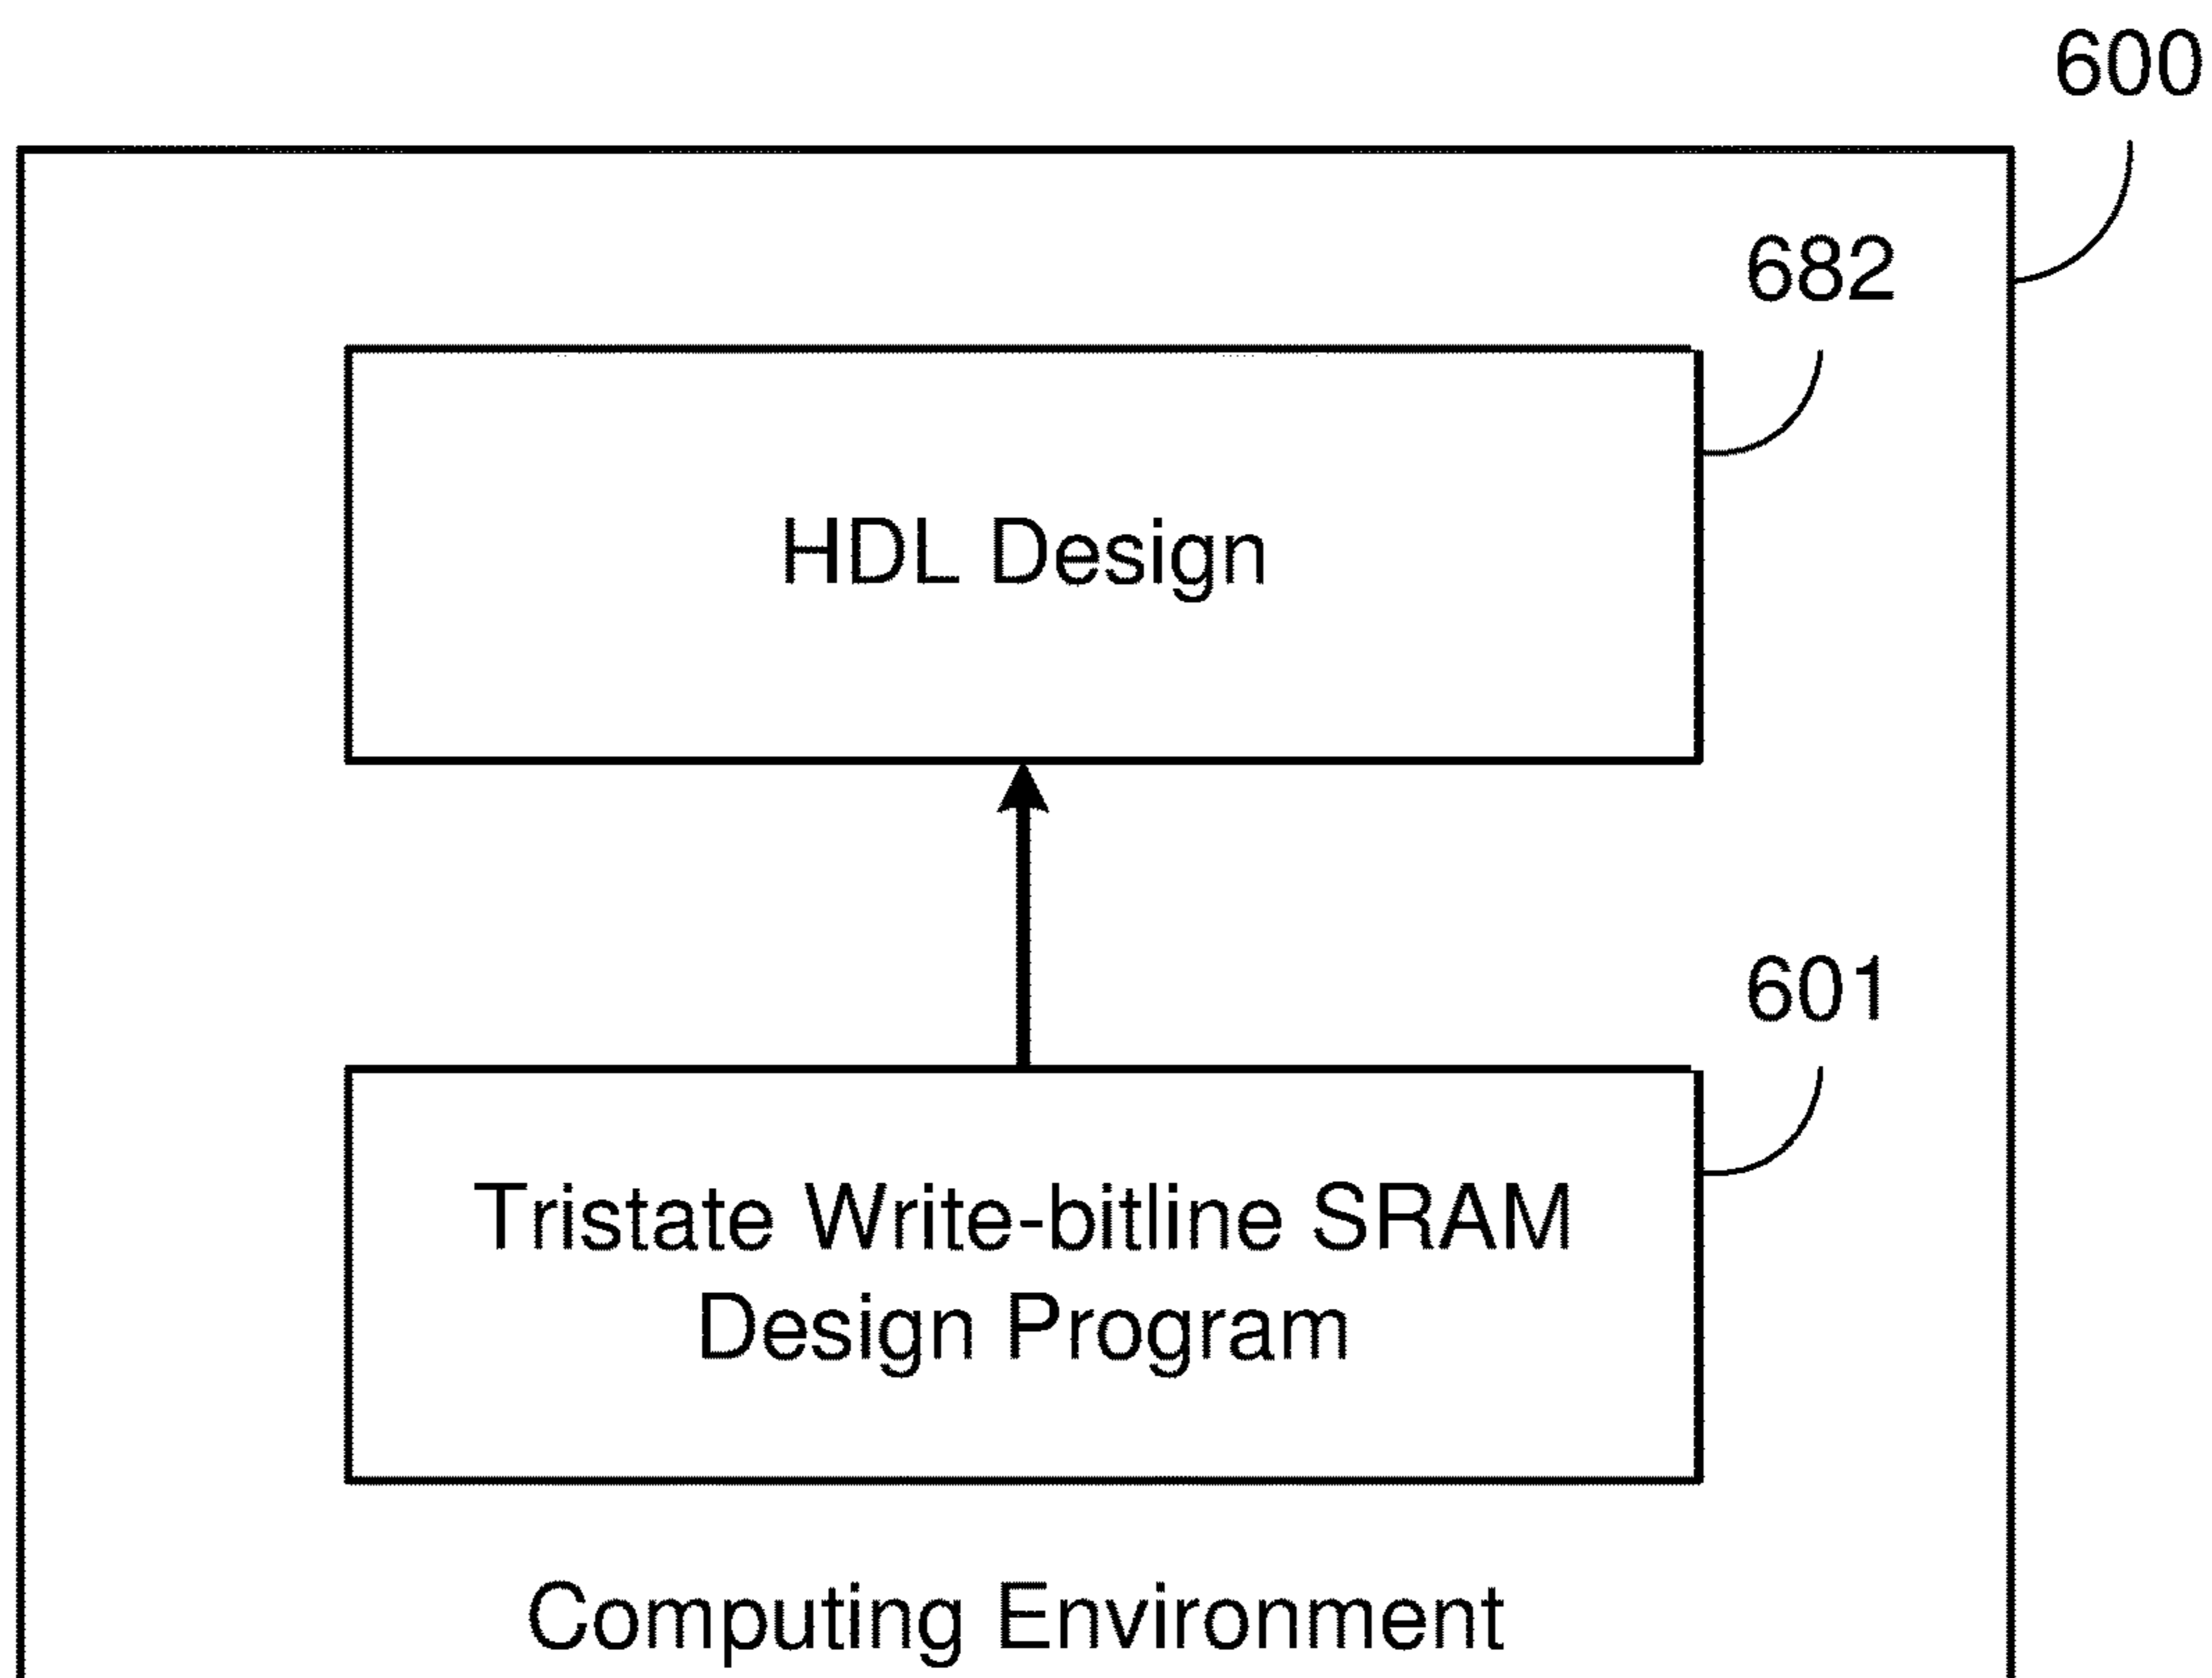 600
682
HDL Design
601
Tristate Write-bitline SRAM
Design Program
Computing Environment